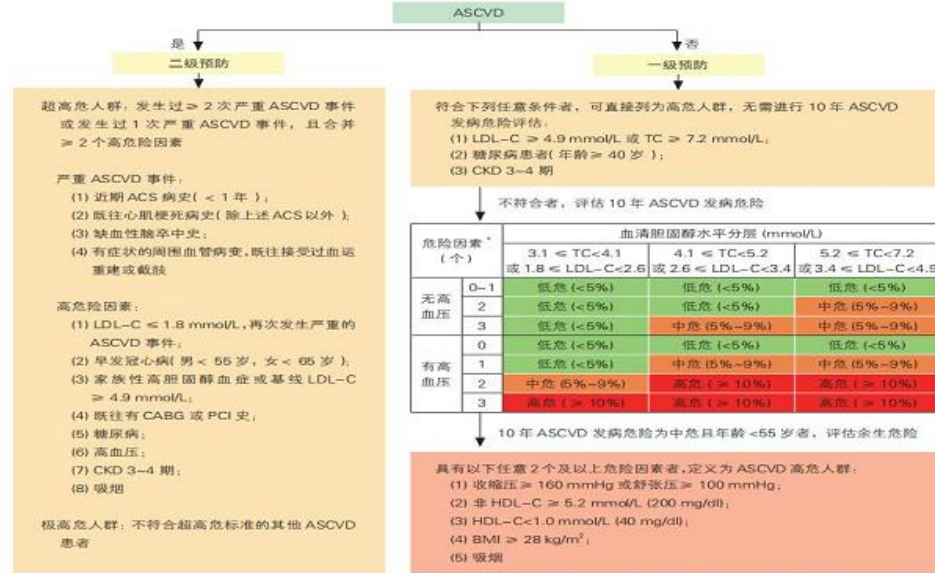 ASCVD
是
否
二级预防
一级预防
超高危人群：发生过≥2次严重ASCVD事件
或发生过1次严重ASCVD事件，且合并
≥2个高危险因素
严重ASCVD事件：
(1) 近期ACS病史(<1年)；
(2) 既往心肌梗死病史(除上述ACS以外)；
(3) 缺血性脑卒中史；
(4) 有症状的周围血管病变，既往接受过血运
重建或截肢
高危险因素：
(1) LDL-C≤1.8 mmol/L，再次发生严重的
ASCVD事件；
(2) 早发冠心病(男<55岁，女<65岁)；
(3) 家族性高胆固醇血症或基线LDL-C
≥4.9 mmol/L；
(4) 既往有CABG或PCI史；
(5) 糖尿病；
(6) 高血压；
(7) CKD 3~4期；
(8) 吸烟
极高危人群：不符合超高危标准的其他ASCVD
患者
符合下列任意条件者，可直接列为高危人群，无需进行10年ASCVD
发病危险评估：
(1) LDL-C≥4.9 mmol/L或TC≥7.2 mmol/L；
(2) 糖尿病患者(年龄≥40岁)；
(3) CKD 3~4期
不符合者，评估10年ASCVD发病危险
危险因素*
(个)
血清胆固醇水平分层(mmol/L)
3.1≤TC<4.1 4.1≤TC<5.2 5.2≤TC<7.2
或1.8≤LDL-C<2.6 或2.6≤LDL-C<3.4 或3.4≤LDL-C<4.9
无高血压
0~1 低危(<5%) 低危(<5%) 低危(<5%)
2 低危(<5%) 低危(<5%) 中危(5%~9%)
3 低危(<5%) 中危(5%~9%) 中危(5%~9%)
有高血压
0 低危(<5%) 低危(<5%) 低危(<5%)
1 低危(<5%) 中危(5%~9%) 中危(5%~9%)
2 中危(5%~9%) 高危(≥10%) 高危(≥10%)
3 高危(≥10%) 高危(≥10%) 高危(≥10%)
10年ASCVD发病危险为中危且年龄<55岁者，评估余生危险
具有以下任意2个及以上危险因素者，定义为ASCVD高危人群：
(1) 收缩压≥160 mmHg或舒张压≥100 mmHg；
(2) 非HDL-C≥5.2 mmol/L (200 mg/dl)；
(3) HDL-C<1.0 mmol/L (40 mg/dl)；
(4) BMI≥28 kg/m²；
(5) 吸烟